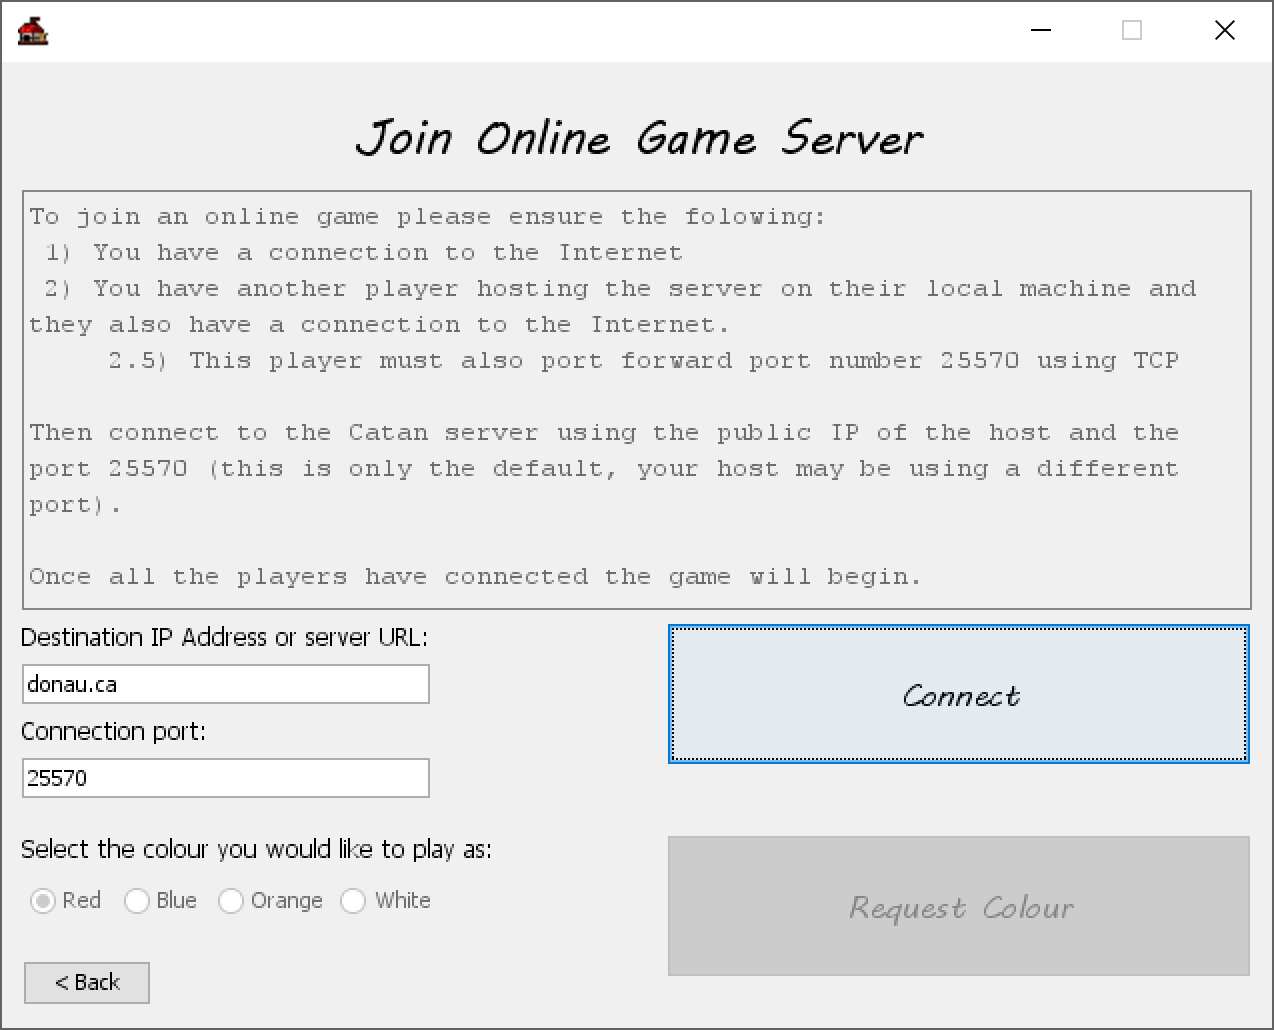 Join Online Game Server
To join an online game please ensure the folowing:
1) You have a connection to the Internet
2) You have another player hosting the server on their local machine and
they also have a connection to the Internet.
2.5) This player must also port forward port number 25570 using TCP
Then connect to the Catan server using the public IP of the host and the
port 25570 (this is only the default, your host may be using a different
port).
Once all the players have connected the game will begin.
Destination IP Address or server URL:
donau.ca
Connect
Connection port:
25570
Select the colour you would like to play as:
Red Blue Orange White
Request Colour
< Back